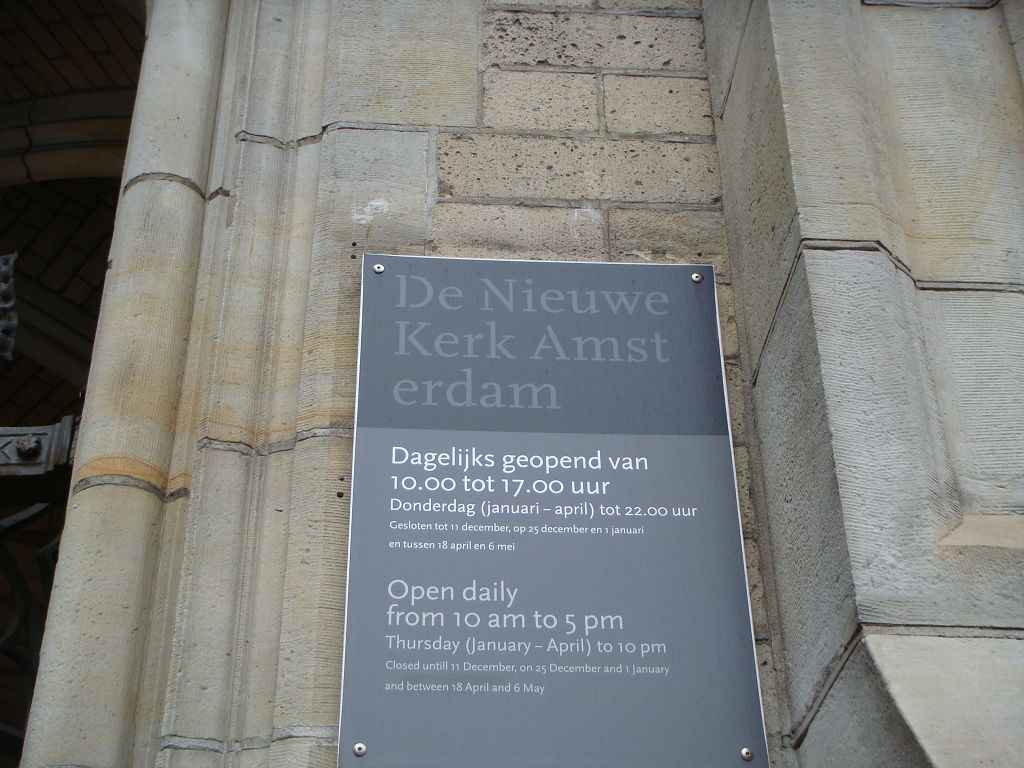 De Nieuwe
Kerk Amst
erdam
Dagelijks geopend van
10.00 tot 17.00 uur
Donderdag (januari – april) tot 22.00 uur
Gesloten tot 11 december, op 25 december en 1 januari
en tussen 18 april en 6 mei
Open daily
from 10 am to 5 pm
Thursday (January – April) to 10 pm
Closed untill 11 December, on 25 December and 1 January
and between 18 April and 6 May